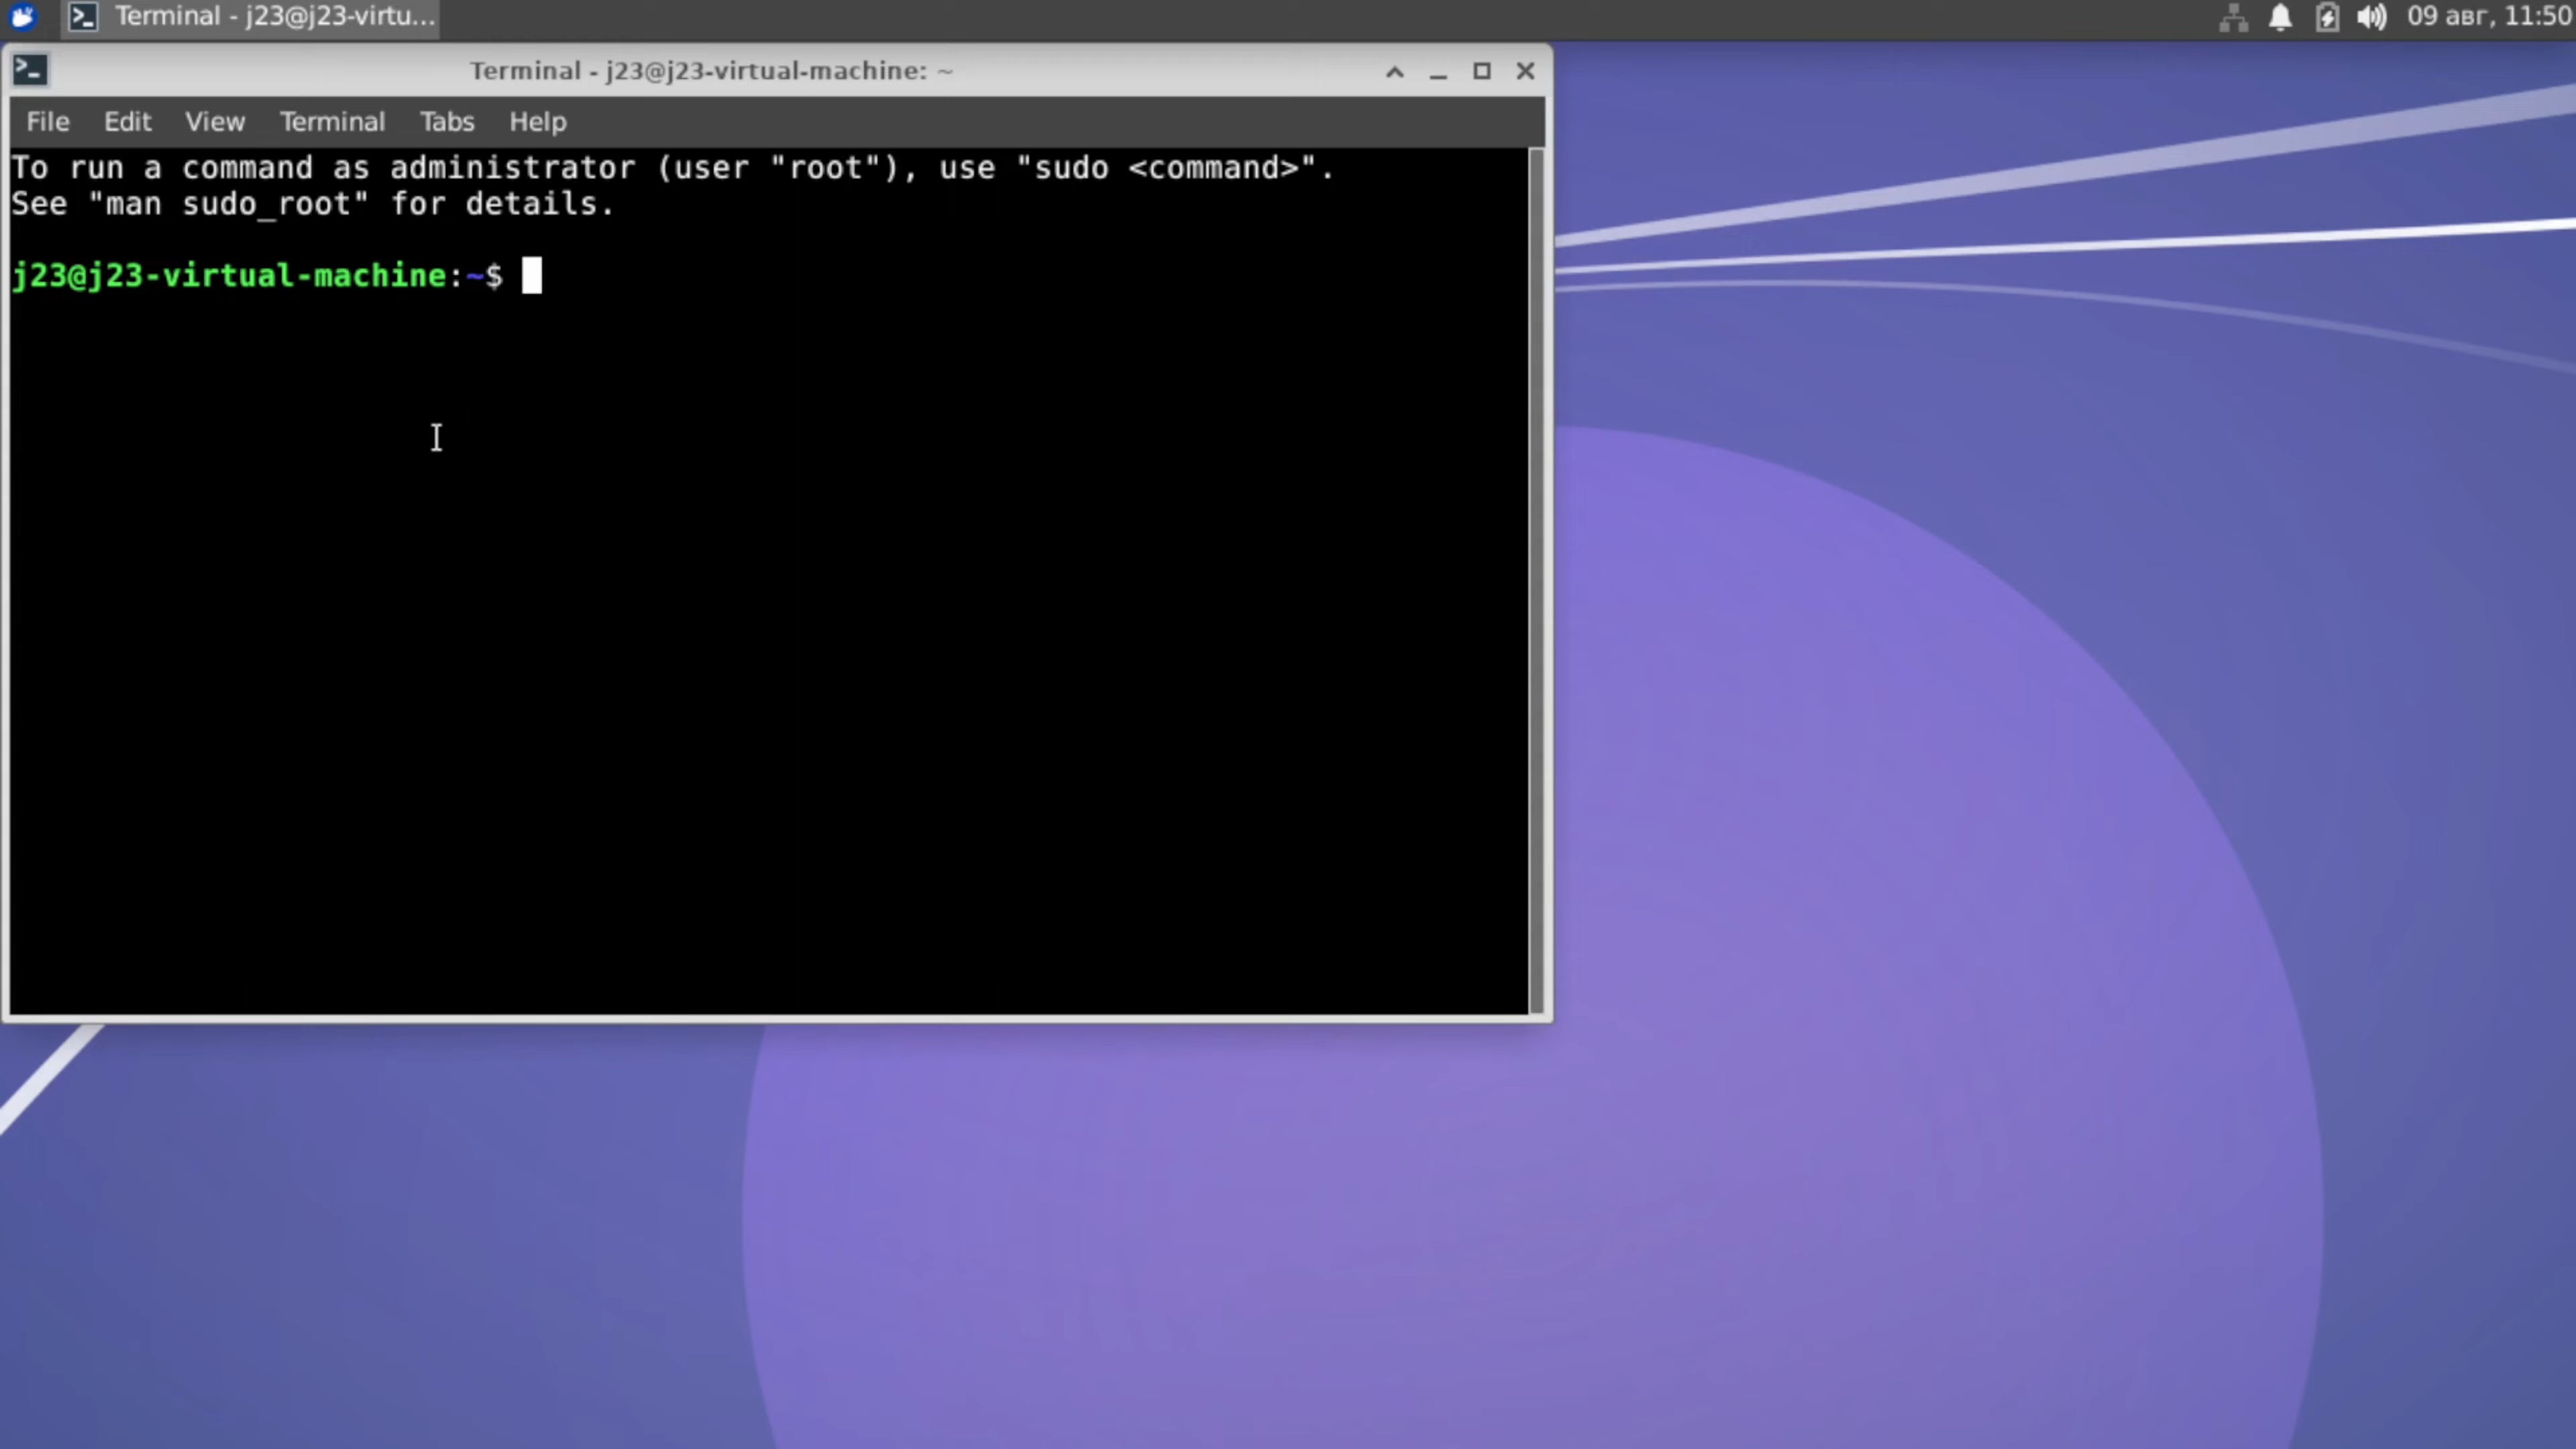 Terminal - j23@j23-virtu...
09 авг, 11:50
Terminal - j23@j23-virtual-machine: ~
File Edit View Terminal Tabs Help
To run a command as administrator (user "root"), use "sudo <command>".
See "man sudo_root" for details.
j23@j23-virtual-machine:~$